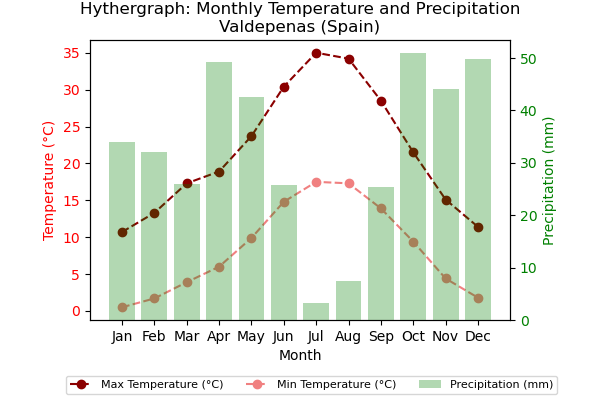 Hythergraph: Monthly Temperature and Precipitation
Valdepenas (Spain)
35
30
25
20
15
10
5
0
Temperature (°C)
50
40
30
20
10
0
Precipitation (mm)
Jan Feb Mar Apr May Jun Jul Aug Sep Oct Nov Dec
Month
Max Temperature (°C) Min Temperature (°C) Precipitation (mm)